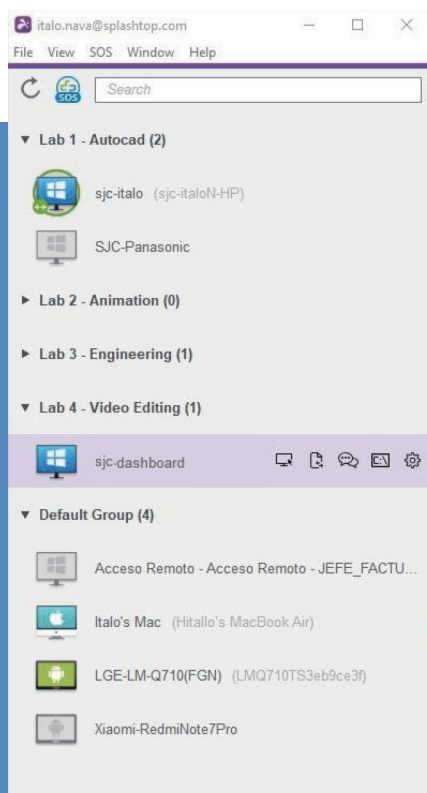 italo.nava@splashtop.com
File View SOS Window Help
SOS Search
Lab 1 - Autocad (2)
sjc-italo (sjc-italoN-HP)
SJC-Panasonic
Lab 2 - Animation (0)
Lab 3 - Engineering (1)
Lab 4 - Video Editing (1)
sjc-dashboard C:\
Default Group (4)
Acceso Remoto - Acceso Remoto - JEFE_FACTU...
Italo's Mac (Hitallo's MacBook Air)
LGE-LM-Q710(FGN) (LMQ710TS3eb9ce3f)
Xiaomi-RedmiNote7Pro